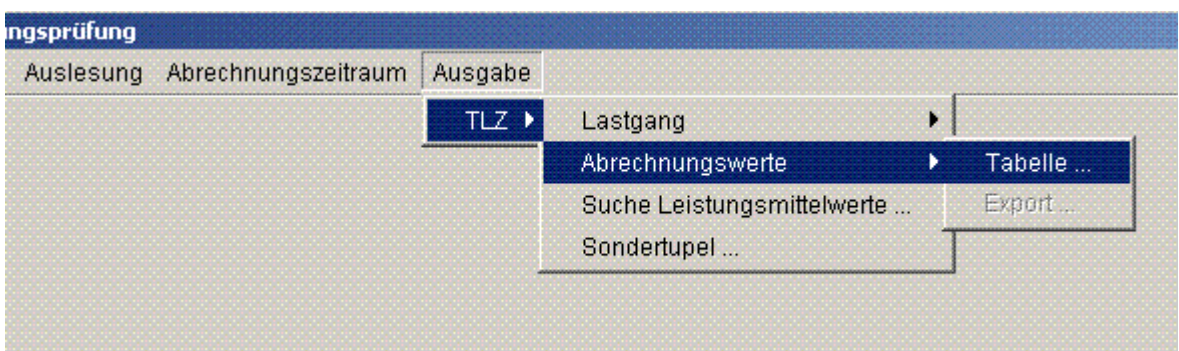 ngsprüfung
Auslesung Abrechnungszeitraum Ausgabe
TLZ Lastgang
Abrechnungswerte Tabelle ...
Suche Leistungsmittelwerte ... Export ...
Sondertupel ...